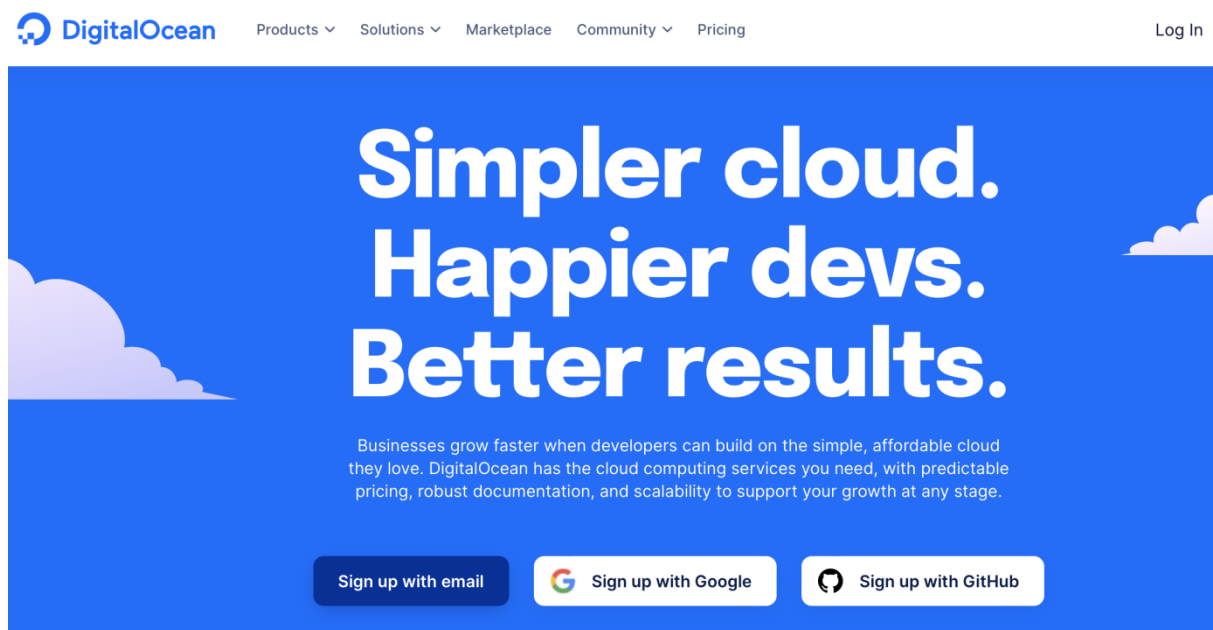 DigitalOcean Products Solutions Marketplace Community Pricing Log In
Simpler cloud.
Happier devs.
Better results.
Businesses grow faster when developers can build on the simple, affordable cloud
they love. DigitalOcean has the cloud computing services you need, with predictable
pricing, robust documentation, and scalability to support your growth at any stage.
Sign up with email Sign up with Google Sign up with GitHub